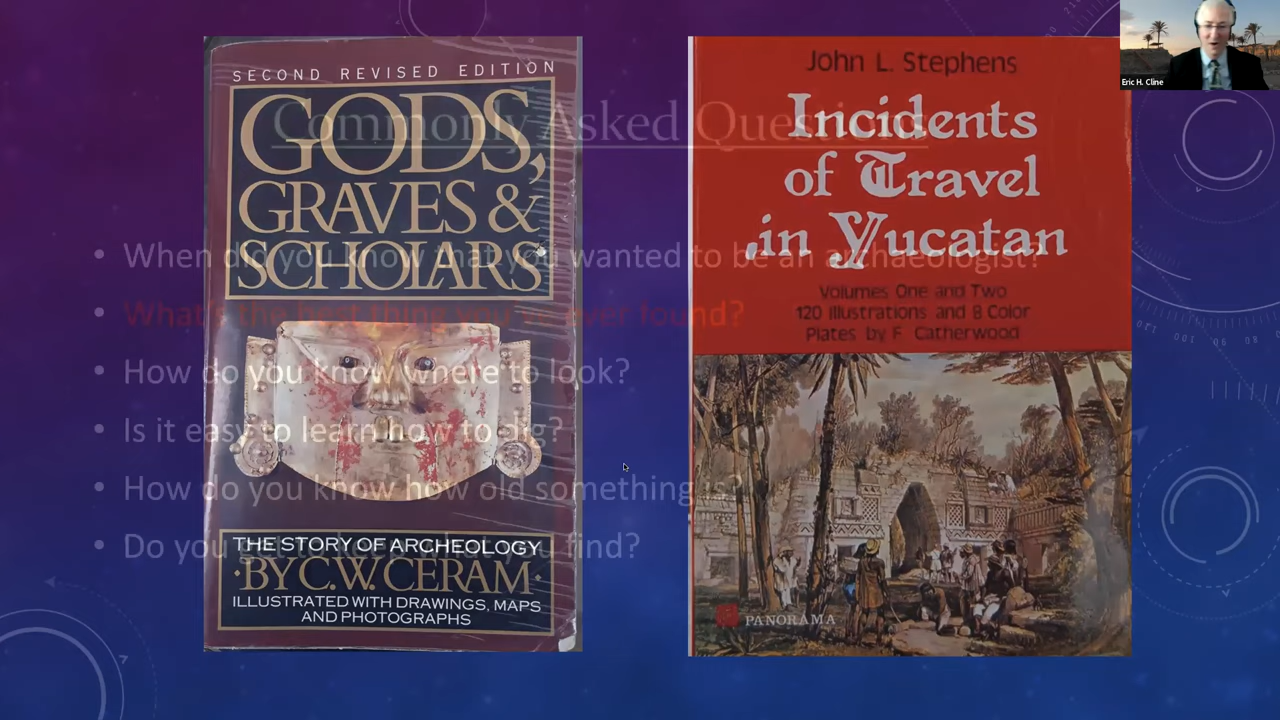 Eric H. Cline
SECOND REVISED EDITION
GODS,
GRAVES &
SCHOLARS
THE STORY OF ARCHEOLOGY
·BY C.W. CERAM·
ILLUSTRATED WITH DRAWINGS, MAPS
AND PHOTOGRAPHS
John L. Stephens
Incidents
of Travel
in Yucatan
Volumes One and Two
120 Illustrations and 8 Color
Plates by F Catherwood
PANORAMA
Commonly Asked Questions
• When did you know that you wanted to be an archaeologist?
• What's the best thing you've ever found?
• How do you know where to look?
• Is it easy to learn how to dig?
• How do you know how old something is?
• Do you find?